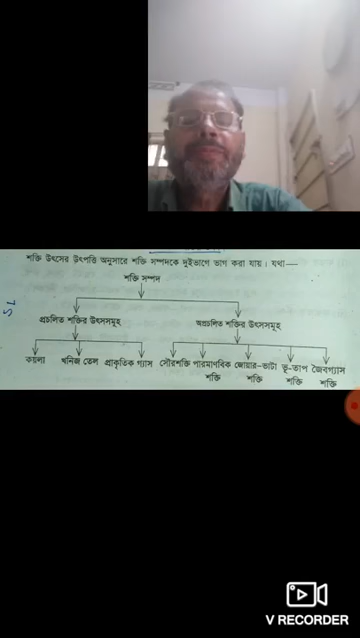 শক্তি উৎসের উৎপত্তি অনুসারে শক্তি সম্পদকে দুইভাগে ভাগ করা যায়। যথা—
শক্তি সম্পদ
প্রচলিত শক্তির উৎসসমূহ অপ্রচলিত শক্তির উৎসসমূহ
কয়লা খনিজ তেল প্রাকৃতিক গ্যাস সৌরশক্তি পারমাণবিক শক্তি জোয়ার-ভাটা শক্তি ভূ-তাপ শক্তি জৈবগ্যাস শক্তি
V RECORDER